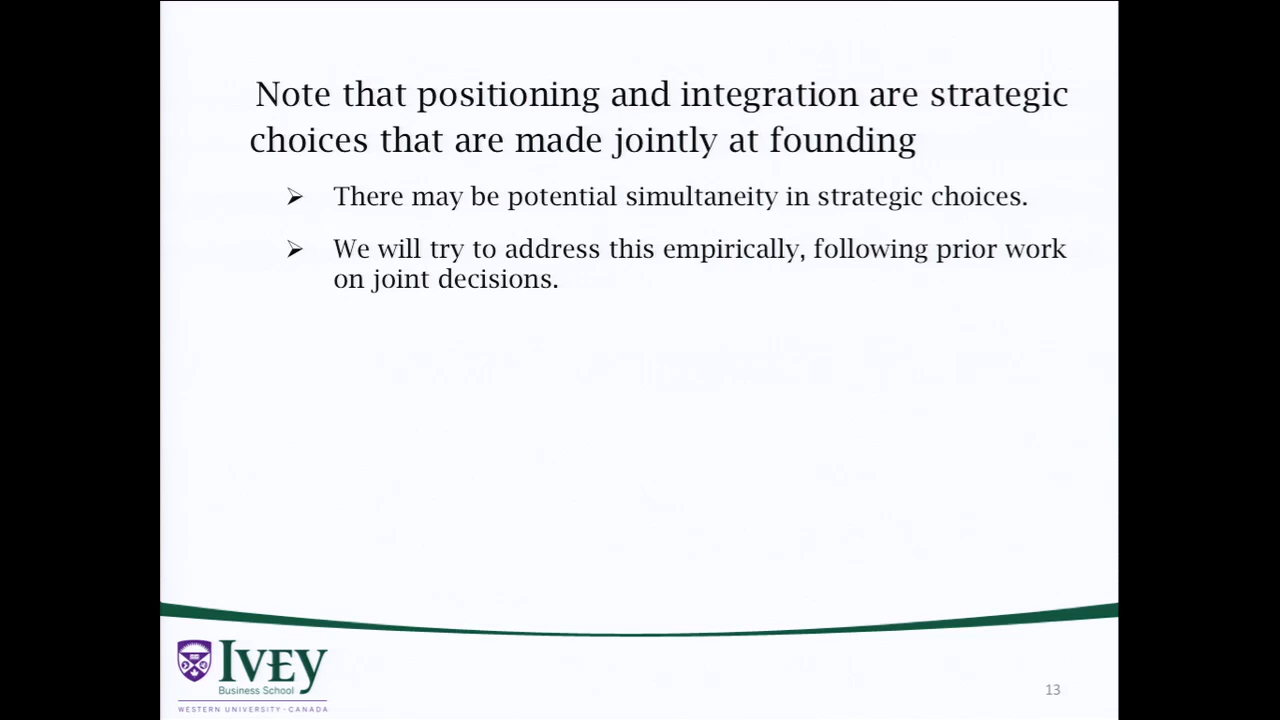 Note that positioning and integration are strategic
choices that are made jointly at founding
➢ There may be potential simultaneity in strategic choices.
➢ We will try to address this empirically, following prior work
on joint decisions.
IVEY
Business School
WESTERN UNIVERSITY · CANADA
13